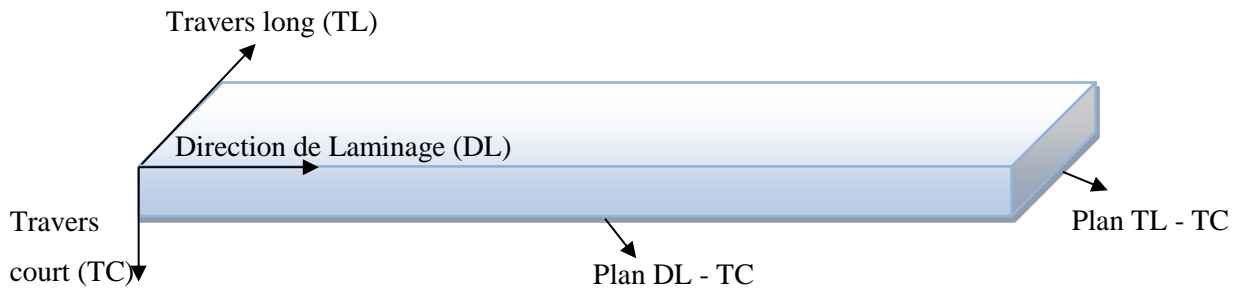 Travers long (TL)
Direction de Laminage (DL)
Travers
court (TC)
Plan TL - TC
Plan DL - TC